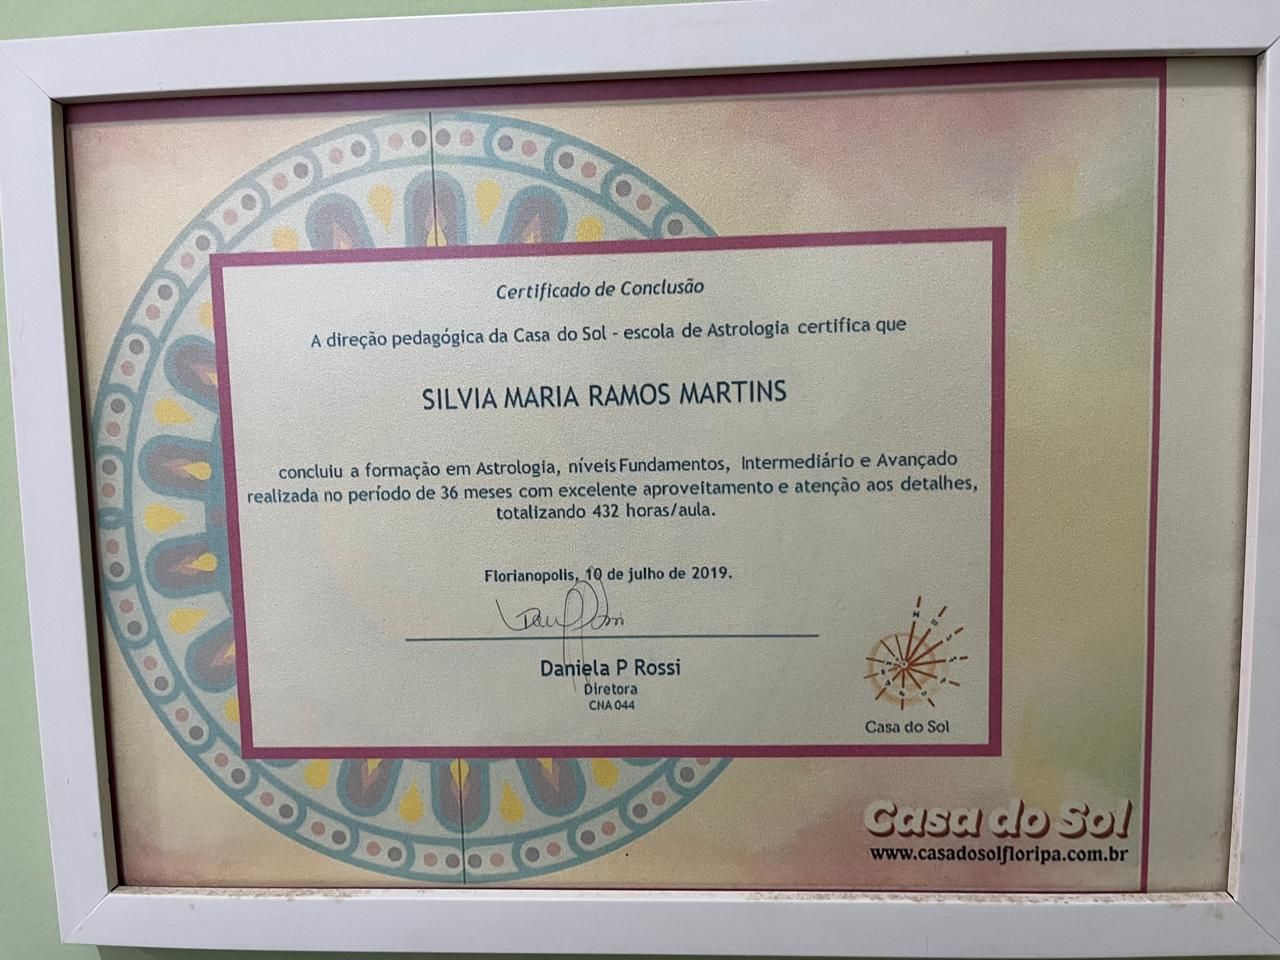 Certificado de Conclusão
A direção pedagógica da Casa do Sol - escola de Astrologia certifica que
SILVIA MARIA RAMOS MARTINS
concluiu a formação em Astrologia, níveis Fundamentos, Intermediário e Avançado
realizada no período de 36 meses com excelente aproveitamento e atenção aos detalhes,
totalizando 432 horas/aula.
Florianopolis, 10 de julho de 2019.
Daniela P Rossi
Diretora
CNA 044
Casa do Sol
Casa do Sol
www.casadosolfloripa.com.br